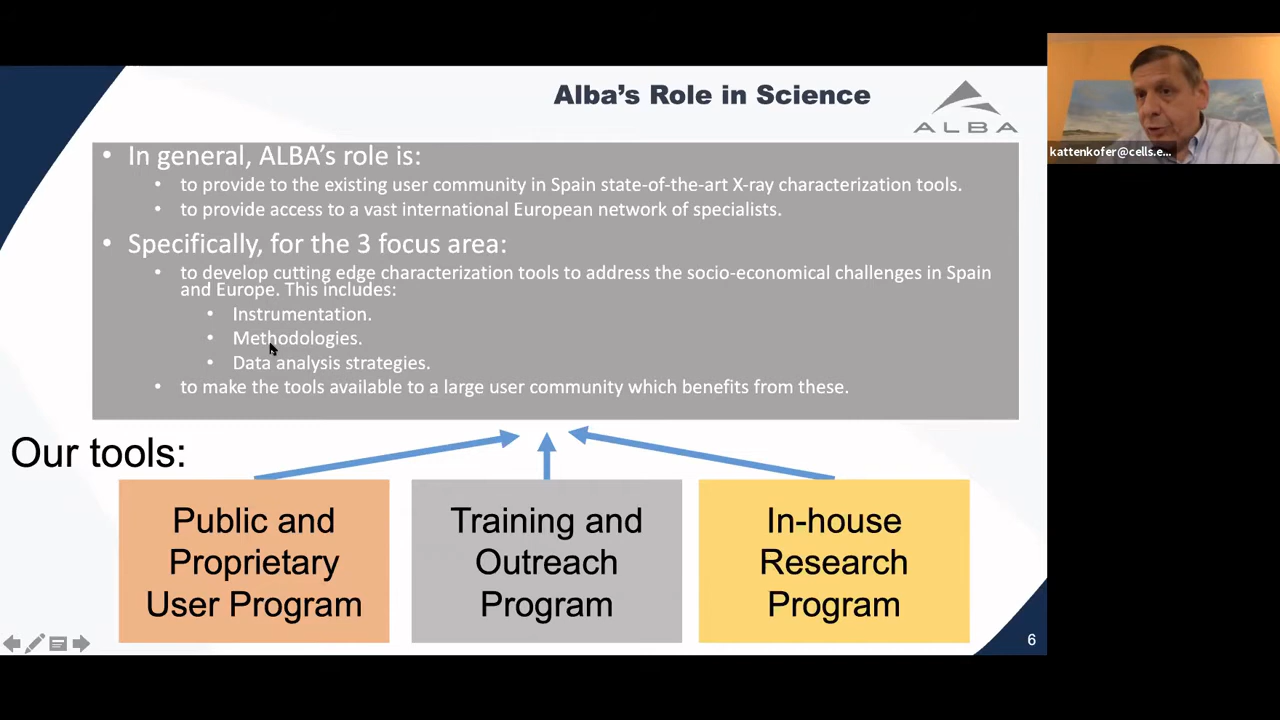 Alba's Role in Science
ALBA
• In general, ALBA's role is:
• to provide to the existing user community in Spain state-of-the-art X-ray characterization tools.
• to provide access to a vast international European network of specialists.
• Specifically, for the 3 focus area:
• to develop cutting edge characterization tools to address the socio-economical challenges in Spain
and Europe. This includes:
• Instrumentation.
• Methodologies.
• Data analysis strategies.
• to make the tools available to a large user community which benefits from these.
Our tools:
Public and
Proprietary
User Program
Training and
Outreach
Program
In-house
Research
Program
6
kattenkofer@cells.e...